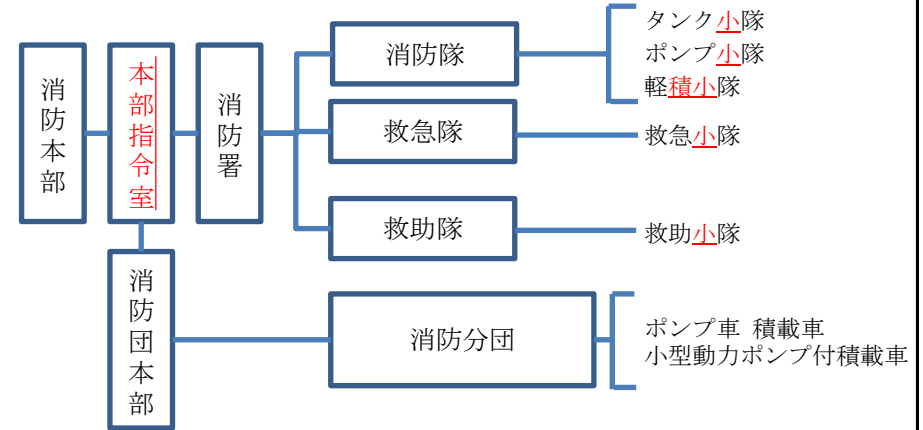 消防本部
本部指令室
消防署
消防隊
タンク小隊
ポンプ小隊
軽積小隊
救急隊
救急小隊
救助隊
救助小隊
消防団本部
消防分団
ポンプ車 積載車
小型動力ポンプ付積載車